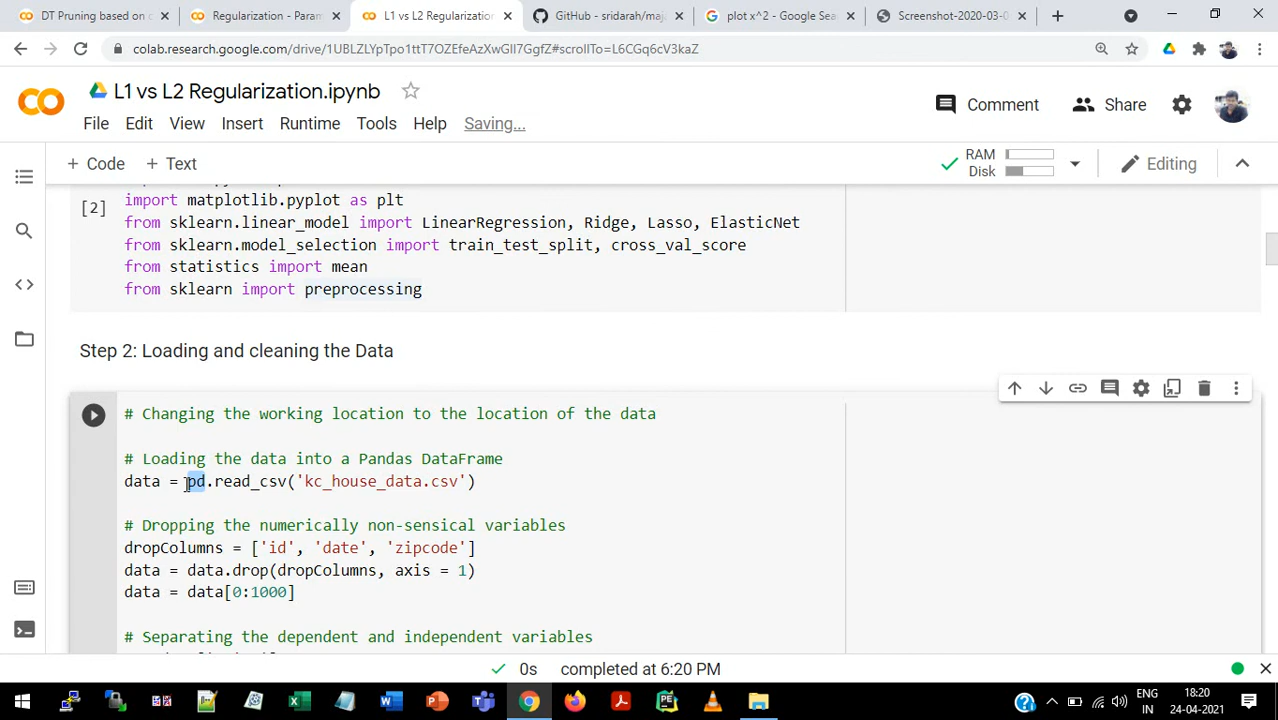 DT Pruning based on c
Regularization - Param
L1 vs L2 Regularization
GitHub - sridarah/maj
plot x^2 - Google Sea
Screenshot-2020-03-0
colab.research.google.com/drive/1UBLZLYpTpo1ttT7OZEfeAzXwGlI7GgfZ#scrollTo=L6CGq6cV3kaZ
L1 vs L2 Regularization.ipynb
File Edit View Insert Runtime Tools Help Saving...
Comment
Share
+ Code + Text
RAM
Disk
Editing
[2]
import matplotlib.pyplot as plt
from sklearn.linear_model import LinearRegression, Ridge, Lasso, ElasticNet
from sklearn.model_selection import train_test_split, cross_val_score
from statistics import mean
from sklearn import preprocessing
Step 2: Loading and cleaning the Data
# Changing the working location to the location of the data
# Loading the data into a Pandas DataFrame
data = pd.read_csv('kc_house_data.csv')
# Dropping the numerically non-sensical variables
dropColumns = ['id', 'date', 'zipcode']
data = data.drop(dropColumns, axis = 1)
data = data[0:1000]
# Separating the dependent and independent variables
0s completed at 6:20 PM
ENG
IN
18:20
24-04-2021